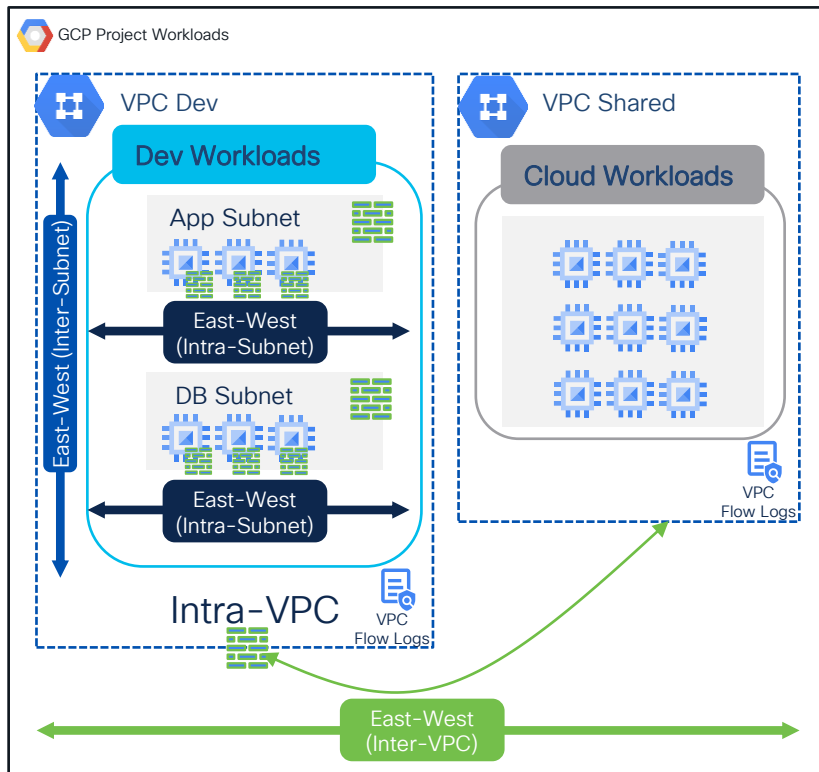 GCP Project Workloads
VPC Dev
Dev Workloads
East-West (Inter-Subnet)
App Subnet
East-West
(Intra-Subnet)
DB Subnet
East-West
(Intra-Subnet)
Intra-VPC
VPC
Flow Logs
VPC Shared
Cloud Workloads
VPC
Flow Logs
East-West
(Inter-VPC)